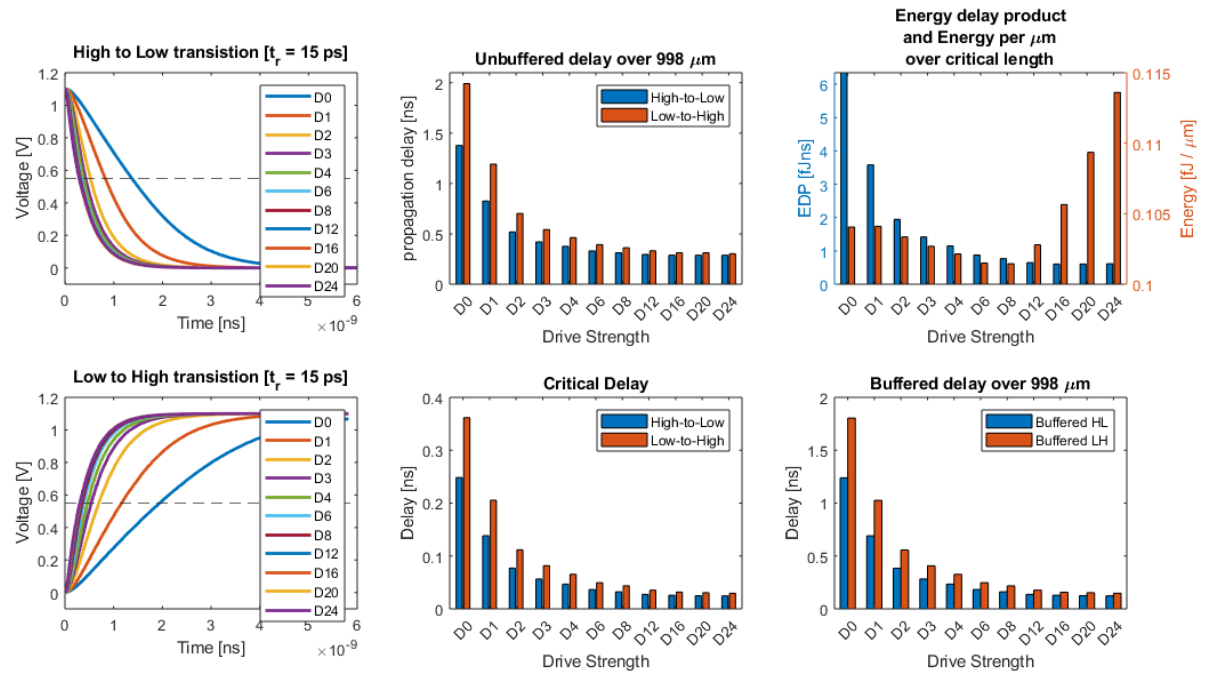 High to Low transistion [t_r = 15 ps]
Voltage [V]
1.2
1
0.8
0.6
0.4
0.2
0
0
1
2
3
4
5
6
Time [ns]
× 10^-9
D0
D1
D2
D3
D4
D6
D8
D12
D16
D20
D24
Unbuffered delay over 998 μm
propagation delay [ns]
2
1.5
1
0.5
0
High-to-Low
Low-to-High
D0
D1
D2
D3
D4
D6
D8
D12
D16
D20
D24
Drive Strength
Energy delay product
and Energy per μm
over critical length
EDP [fJns]
6
5
4
3
2
1
0
0.115
0.11
0.105
0.1
Energy [fJ / μm]
D0
D1
D2
D3
D4
D6
D8
D12
D16
D20
D24
Drive Strength
Low to High transistion [t_r = 15 ps]
Voltage [V]
1.2
1
0.8
0.6
0.4
0.2
0
0
1
2
3
4
5
6
Time [ns]
× 10^-9
D0
D1
D2
D3
D4
D6
D8
D12
D16
D20
D24
Critical Delay
Delay [ns]
0.4
0.3
0.2
0.1
0
High-to-Low
Low-to-High
D0
D1
D2
D3
D4
D6
D8
D12
D16
D20
D24
Drive Strength
Buffered delay over 998 μm
Delay [ns]
2
1.5
1
0.5
0
Buffered HL
Buffered LH
D0
D1
D2
D3
D4
D6
D8
D12
D16
D20
D24
Drive Strength